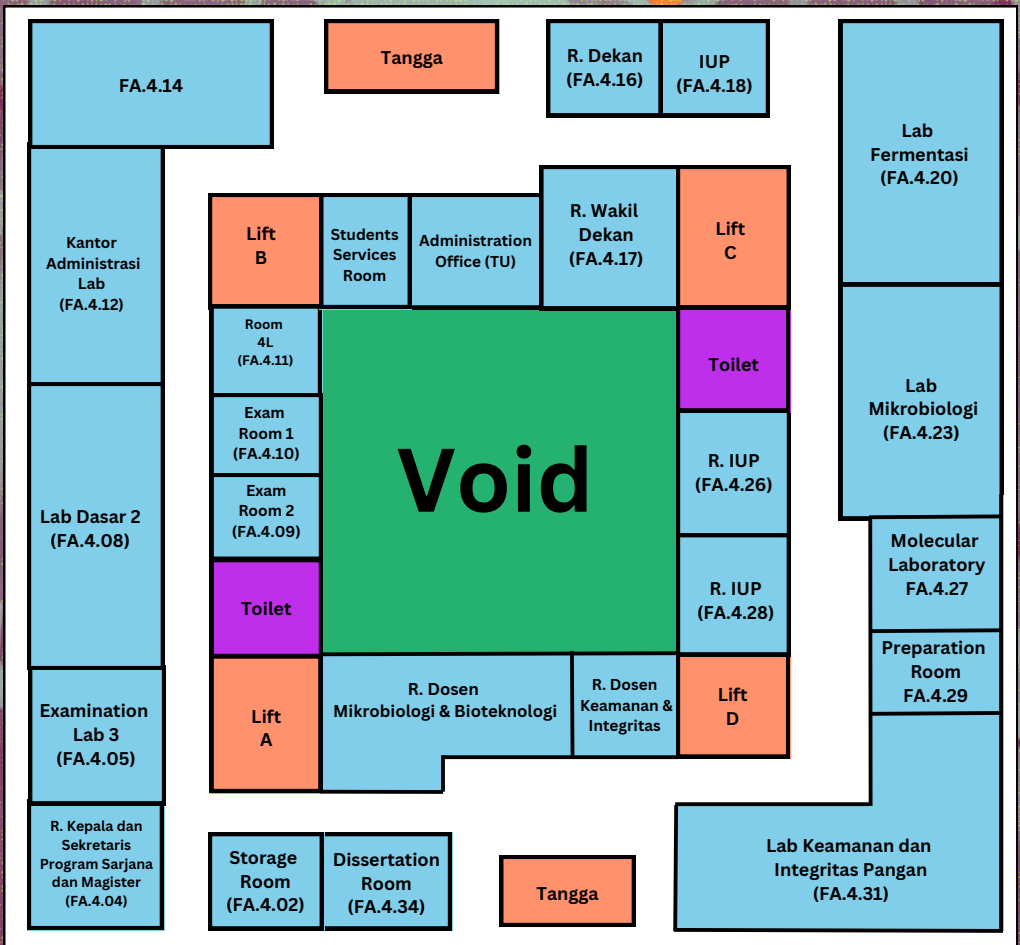 FA.4.14
Tangga
R. Dekan
(FA.4.16)
IUP
(FA.4.18)
Lab
Fermentasi
(FA.4.20)
Kantor
Administrasi
Lab
(FA.4.12)
Lift
B
Students
Services
Room
Administration
Office (TU)
R. Wakil
Dekan
(FA.4.17)
Lift
C
Room
4L
(FA.4.11)
Toilet
Exam
Room 1
(FA.4.10)
Void
R. IUP
(FA.4.26)
Lab
Mikrobiologi
(FA.4.23)
Lab Dasar 2
(FA.4.08)
Exam
Room 2
(FA.4.09)
Toilet
R. IUP
(FA.4.28)
Molecular
Laboratory
FA.4.27
Preparation
Room
FA.4.29
Examination
Lab 3
(FA.4.05)
Lift
A
R. Dosen
Mikrobiologi & Bioteknologi
R. Dosen
Keamanan &
Integritas
Lift
D
R. Kepala dan
Sekretaris
Program Sarjana
dan Magister
(FA.4.04)
Storage
Room
(FA.4.02)
Dissertation
Room
(FA.4.34)
Tangga
Lab Keamanan dan
Integritas Pangan
(FA.4.31)